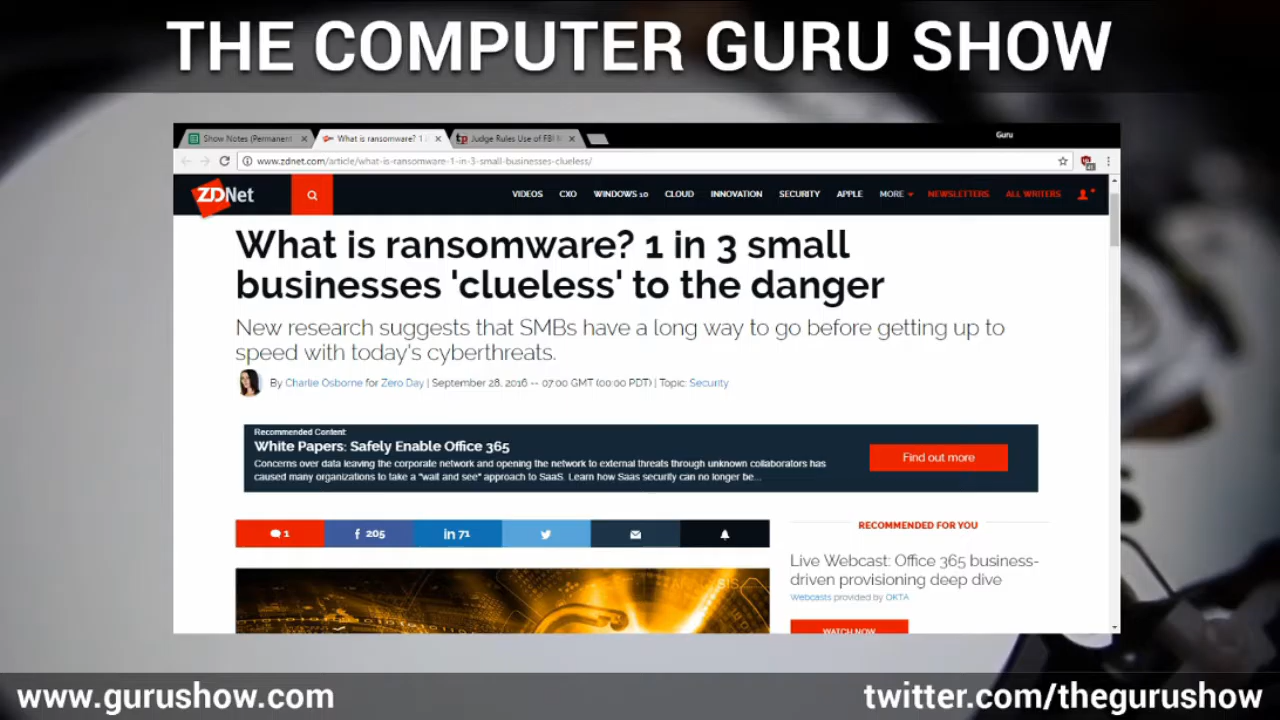 THE COMPUTER GURU SHOW
Show Notes (Permanent
What is ransomware? 1
Judge Rules Use of FBI
Guru
www.zdnet.com/article/what-is-ransomware-1-in-3-small-businesses-clueless/
ZDNet
VIDEOS CXO WINDOWS 10 CLOUD INNOVATION SECURITY APPLE MORE NEWSLETTERS ALL WRITERS
What is ransomware? 1 in 3 small
businesses 'clueless' to the danger
New research suggests that SMBs have a long way to go before getting up to
speed with today's cyberthreats.
By Charlie Osborne for Zero Day | September 28, 2016 -- 07:00 GMT (00:00 PDT) | Topic: Security
Recommended Content:
White Papers: Safely Enable Office 365
Concerns over data leaving the corporate network and opening the network to external threats through unknown collaborators has
caused many organizations to take a "wait and see" approach to SaaS. Learn how Saas security can no longer be...
Find out more
1
f 205
in 71
RECOMMENDED FOR YOU
Live Webcast: Office 365 business-
driven provisioning deep dive
Webcasts provided by OKTA
WATCH NOW
www.gurushow.com
twitter.com/thegurushow